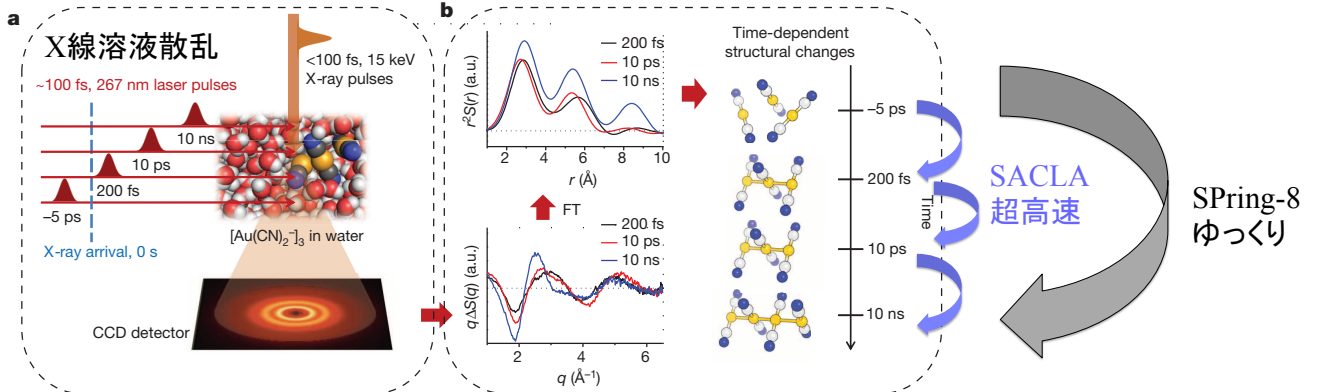 a
X線溶液散乱
<100 fs, 15 keV
X-ray pulses
~100 fs, 267 nm laser pulses
10 ns
10 ps
200 fs
–5 ps
[Au(CN)₂⁻]₃ in water
X-ray arrival, 0 s
CCD detector
b
r²S(r) (a.u.)
200 fs
10 ps
10 ns
2 4 6 8 10
r (Å)
FT
qΔS(q) (a.u.)
200 fs
10 ps
10 ns
2 4 6
q (Å⁻¹)
Time-dependent
structural changes
–5 ps
200 fs
Time
10 ps
10 ns
SACLA
超高速
SPring-8
ゆっくり